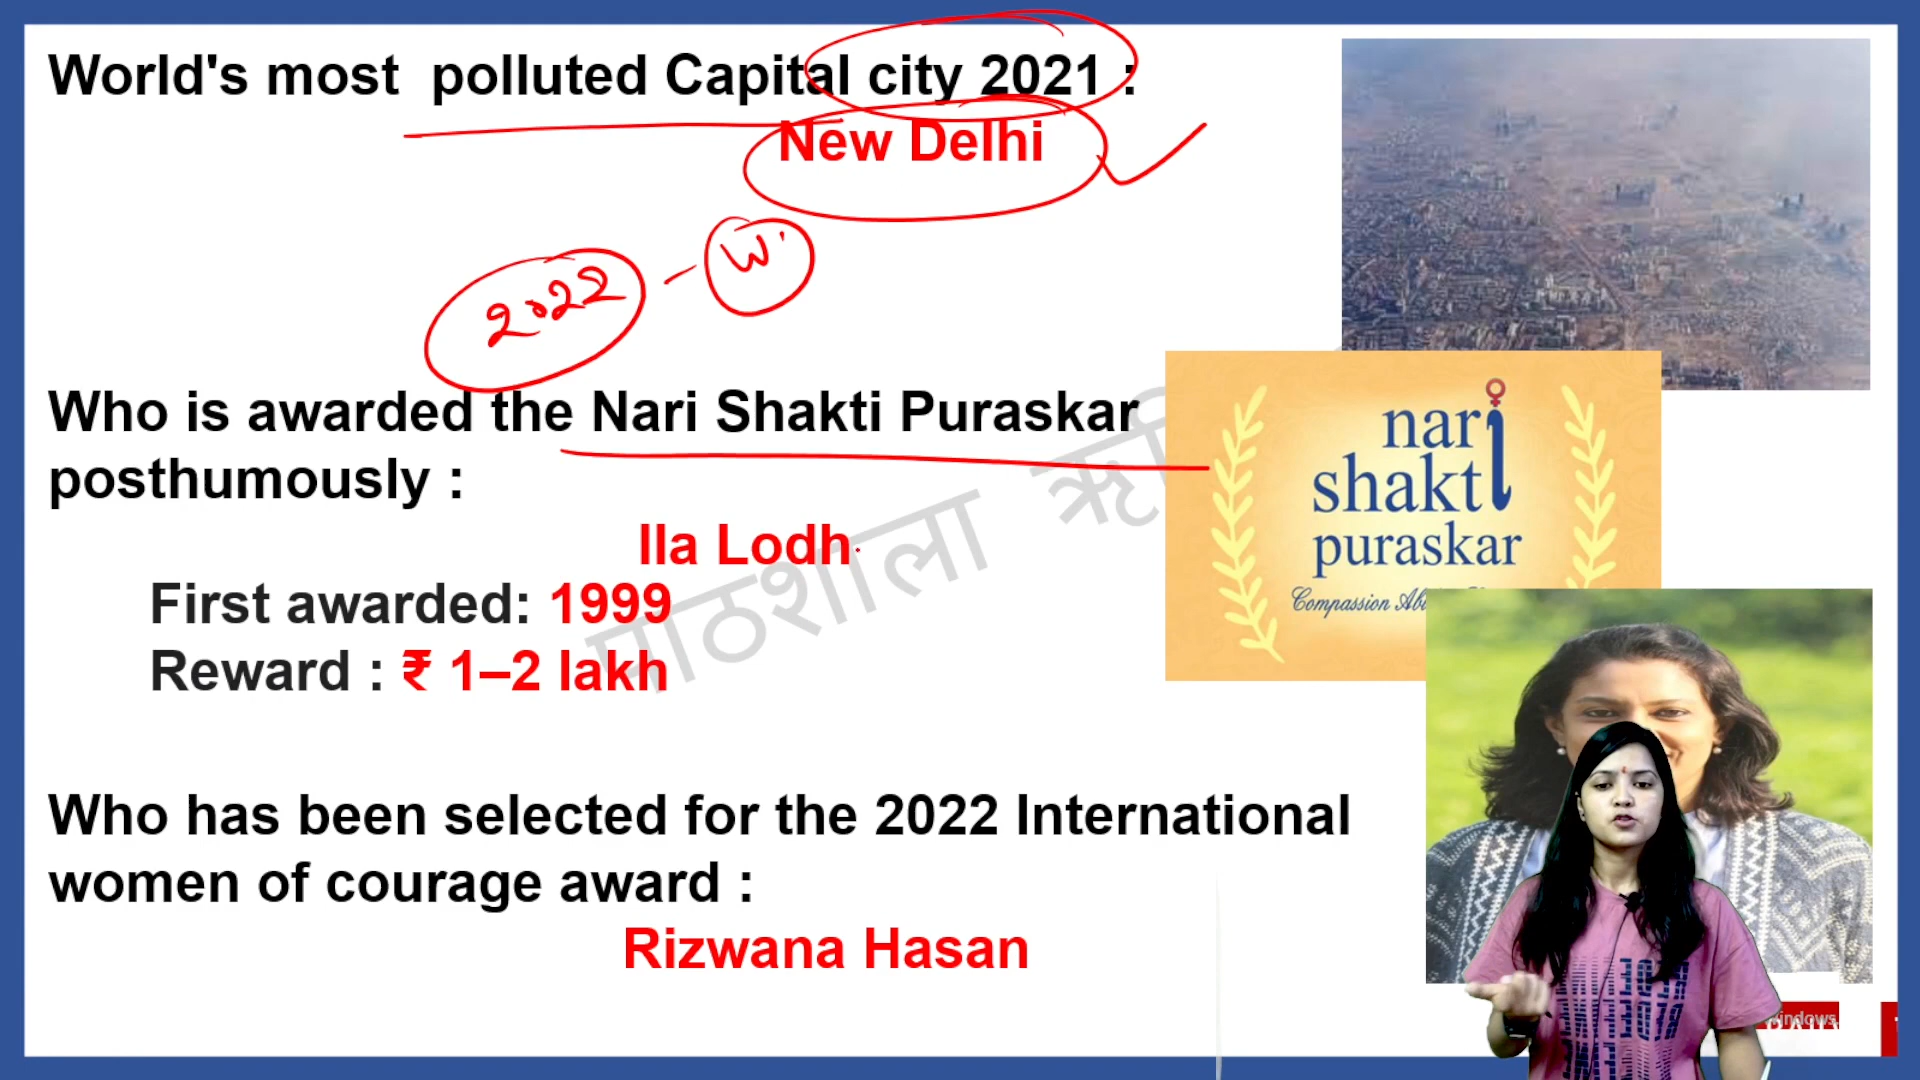 World's most polluted Capital city 2021 :
New Delhi
2022 - W
Who is awarded the Nari Shakti Puraskar
posthumously :
Ila Lodh
First awarded: 1999
Reward : ₹ 1–2 lakh
Who has been selected for the 2022 International
women of courage award :
Rizwana Hasan
पाठशाला
nari
shakti
puraskar
Compassion
windows